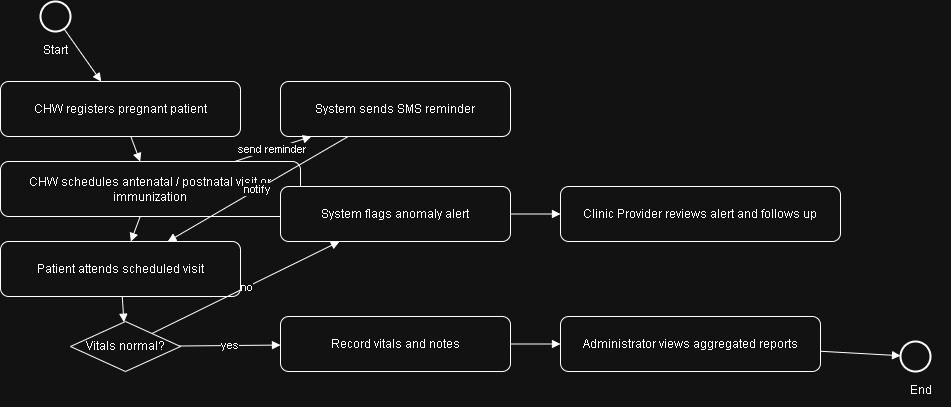 Start
CHW registers pregnant patient
System sends SMS reminder
send reminder
CHW schedules antenatal / postnatal visit or
immunization
notify
System flags anomaly alert
Clinic Provider reviews alert and follows up
Patient attends scheduled visit
no
Vitals normal?
yes
Record vitals and notes
Administrator views aggregated reports
End